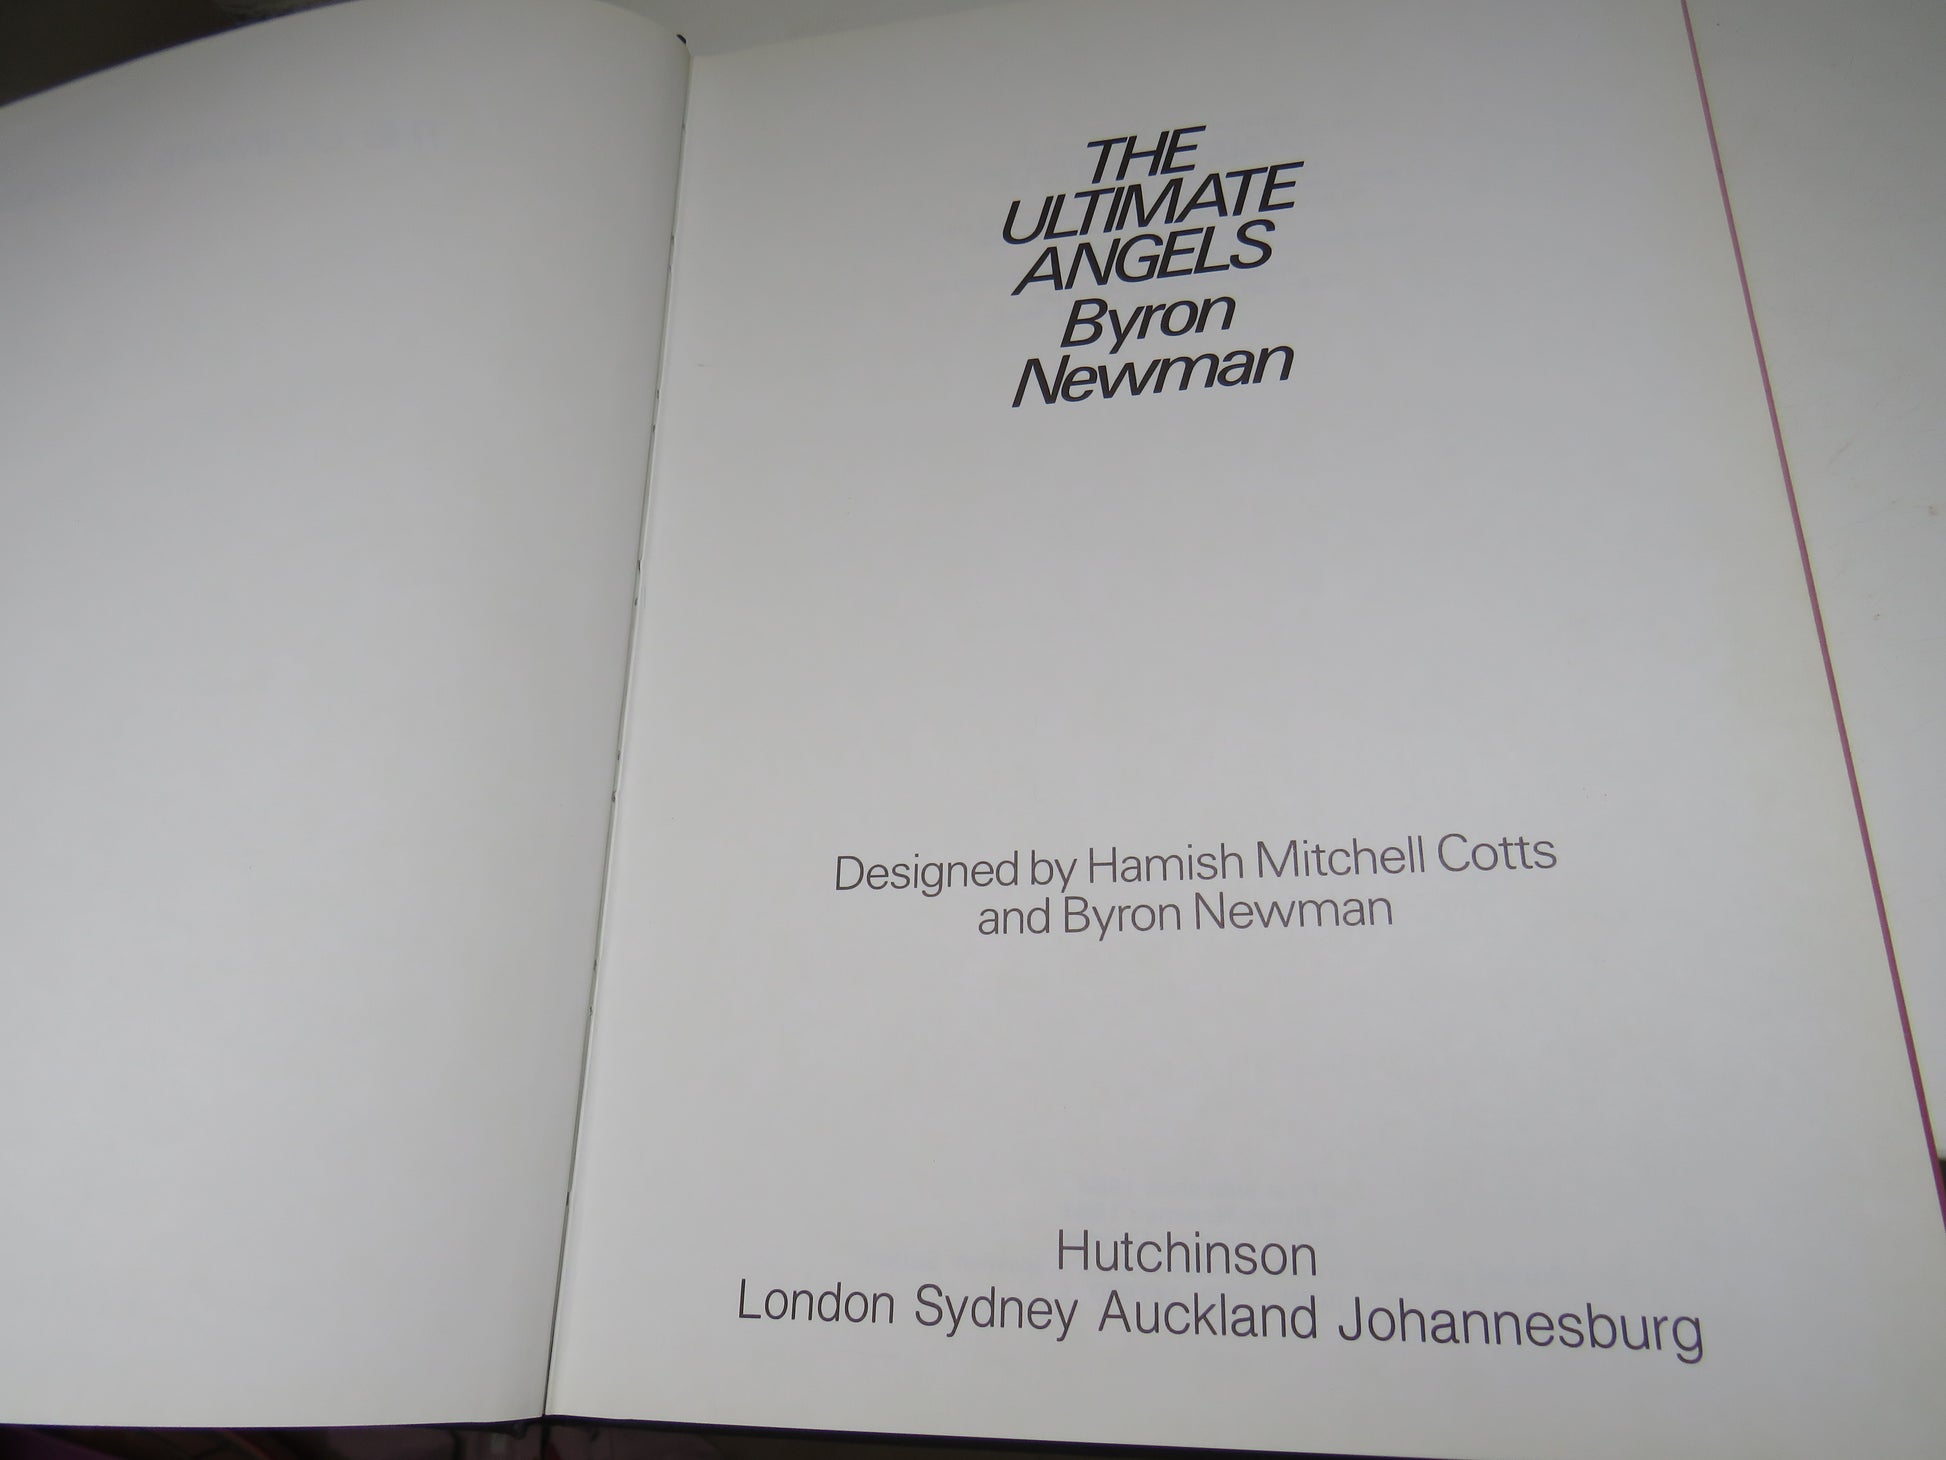 THE
ULTIMATE
ANGELS
Byron
Newman
Designed by Hamish Mitchell Cotts
and Byron Newman
Hutchinson
London Sydney Auckland Johannesburg